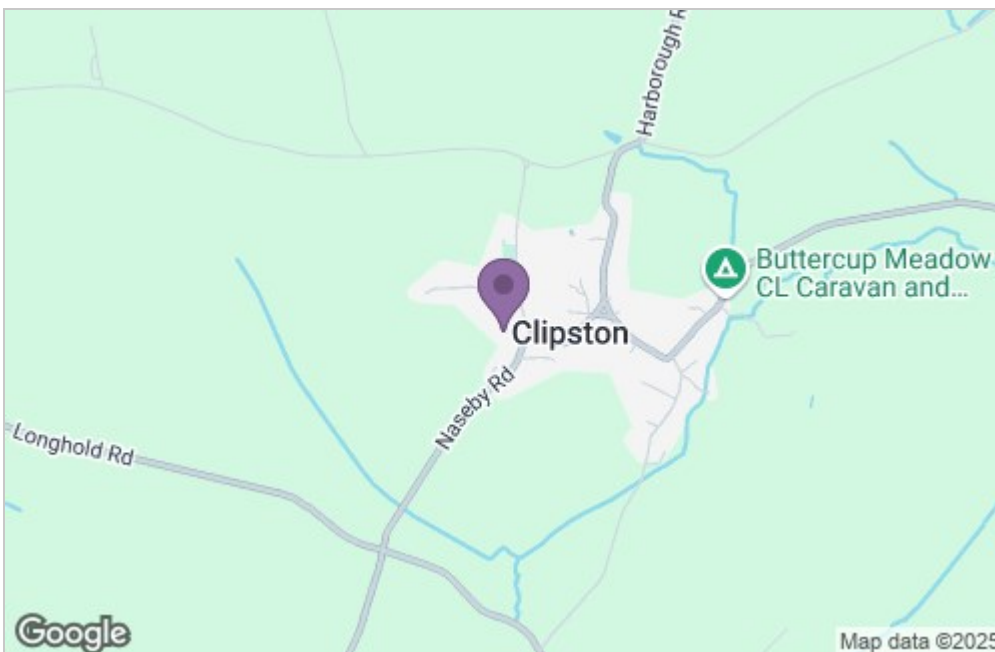 Harborough R
Buttercup Meadow
CL Caravan and...
Clipston
Naseby Rd
Longhold Rd
Google
Map data ©2025